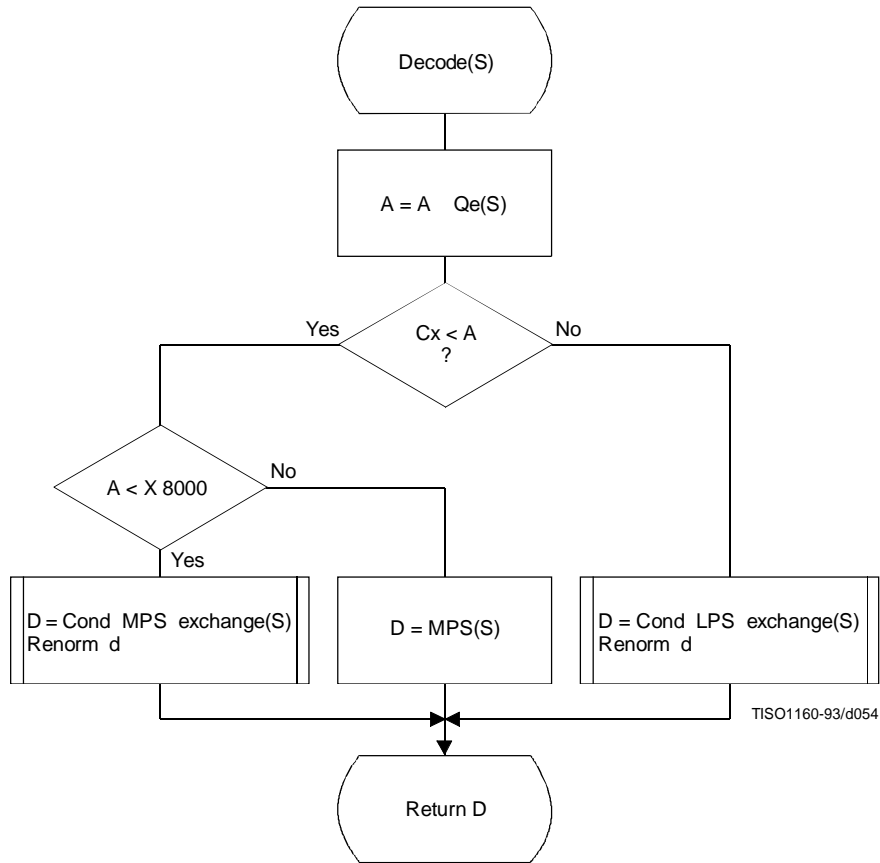 Decode(S)
A = A Qe(S)
Cx < A
?
Yes
No
A < X 8000
No
Yes
D = Cond MPS exchange(S)
Renorm d
D = MPS(S)
D = Cond LPS exchange(S)
Renorm d
TISO1160-93/d054
Return D